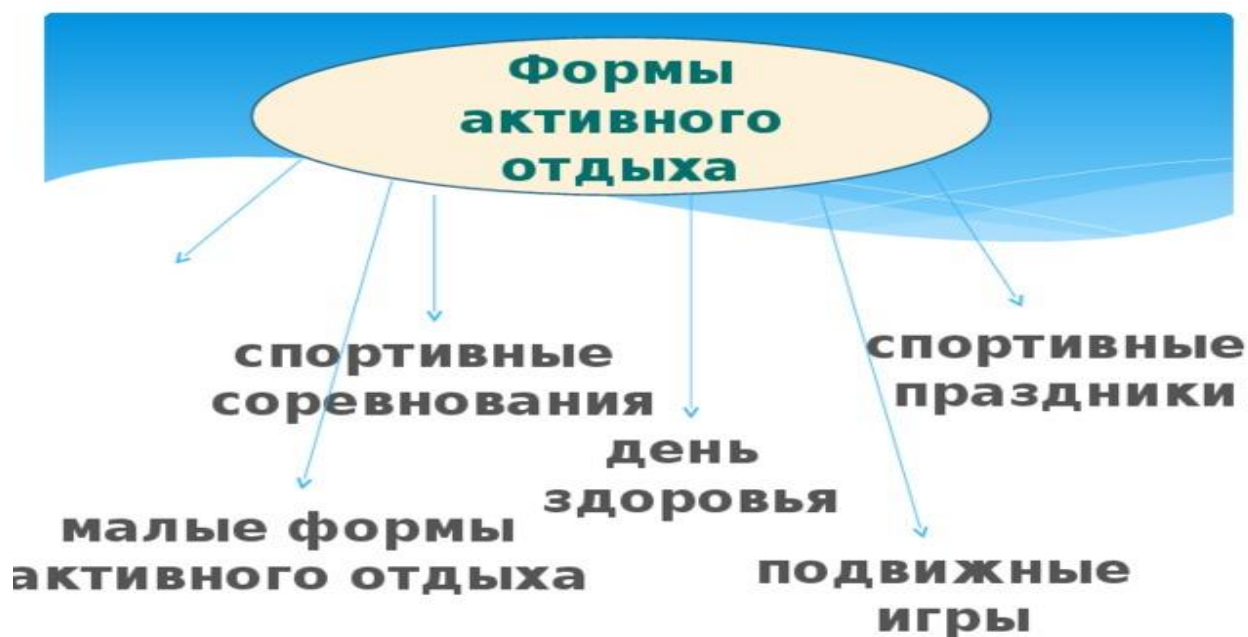 Формы
активного
отдыха
спортивные
соревнования
спортивные
праздники
день
здоровья
малые формы
активного отдыха
подвижные
игры